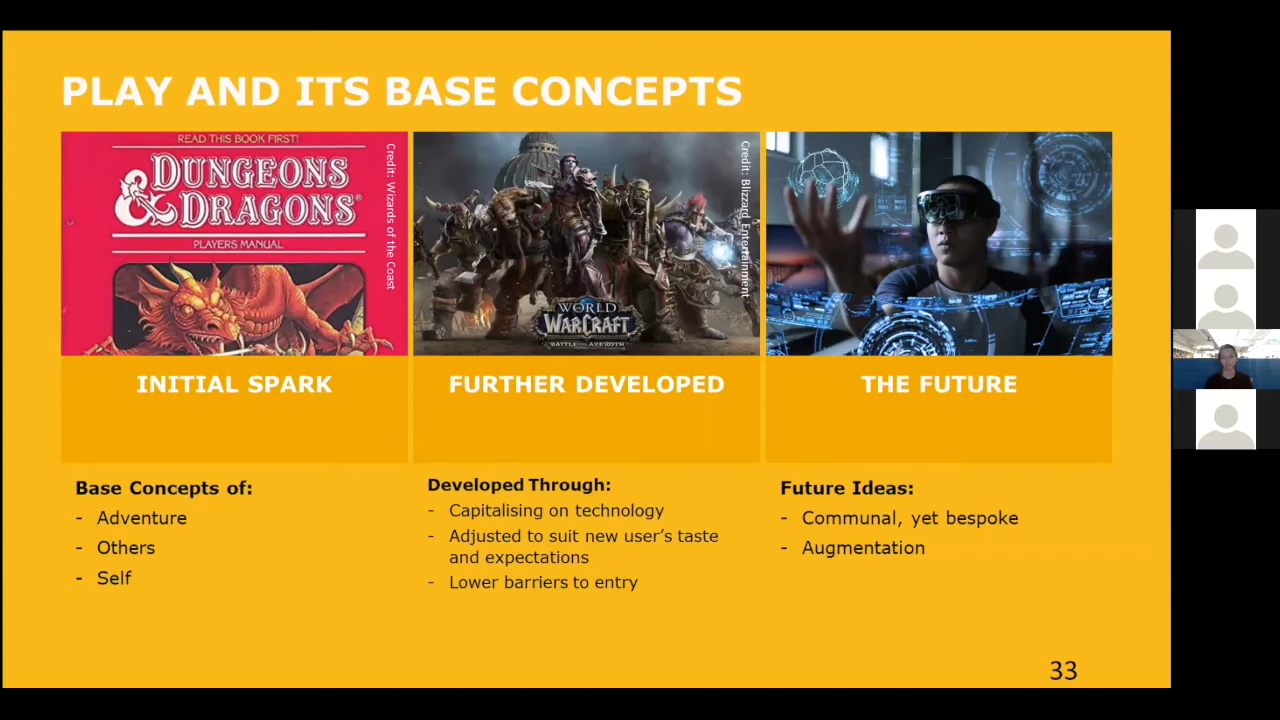 PLAY AND ITS BASE CONCEPTS
READ THIS BOOK FIRST!
DUNGEONS
& DRAGONS®
PLAYERS MANUAL
Credit: Wizards of the Coast
Credit: Blizzard Entertainment
WORLD
WARCRAFT
BATTLE FOR AZEROTH
INITIAL SPARK
FURTHER DEVELOPED
THE FUTURE
Base Concepts of:
- Adventure
- Others
- Self
Developed Through:
- Capitalising on technology
- Adjusted to suit new user's taste
and expectations
- Lower barriers to entry
Future Ideas:
- Communal, yet bespoke
- Augmentation
33